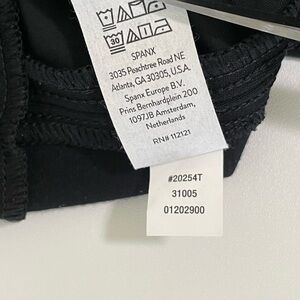 30
SPANX
3035 Peachtree Road NE
Atlanta, GA 30305, U.S.A.
Spanx Europe B.V.
Prins Bernhardplein 200
1097JB Amsterdam,
Netherlands
RN# 112121
#20254T
31005
01202900